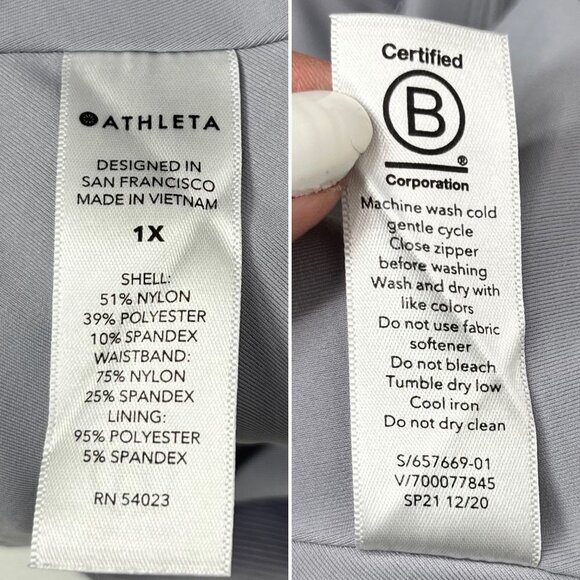 ATHLETA
DESIGNED IN
SAN FRANCISCO
MADE IN VIETNAM
1X
SHELL:
51% NYLON
39% POLYESTER
10% SPANDEX
WAISTBAND:
75% NYLON
25% SPANDEX
LINING:
95% POLYESTER
5% SPANDEX
RN 54023
Certified
B
®
Corporation
Machine wash cold
gentle cycle
Close zipper
before washing
Wash and dry with
like colors
Do not use fabric
softener
Do not bleach
Tumble dry low
Cool iron
Do not dry clean
S/657669-01
V/700077845
SP21 12/20